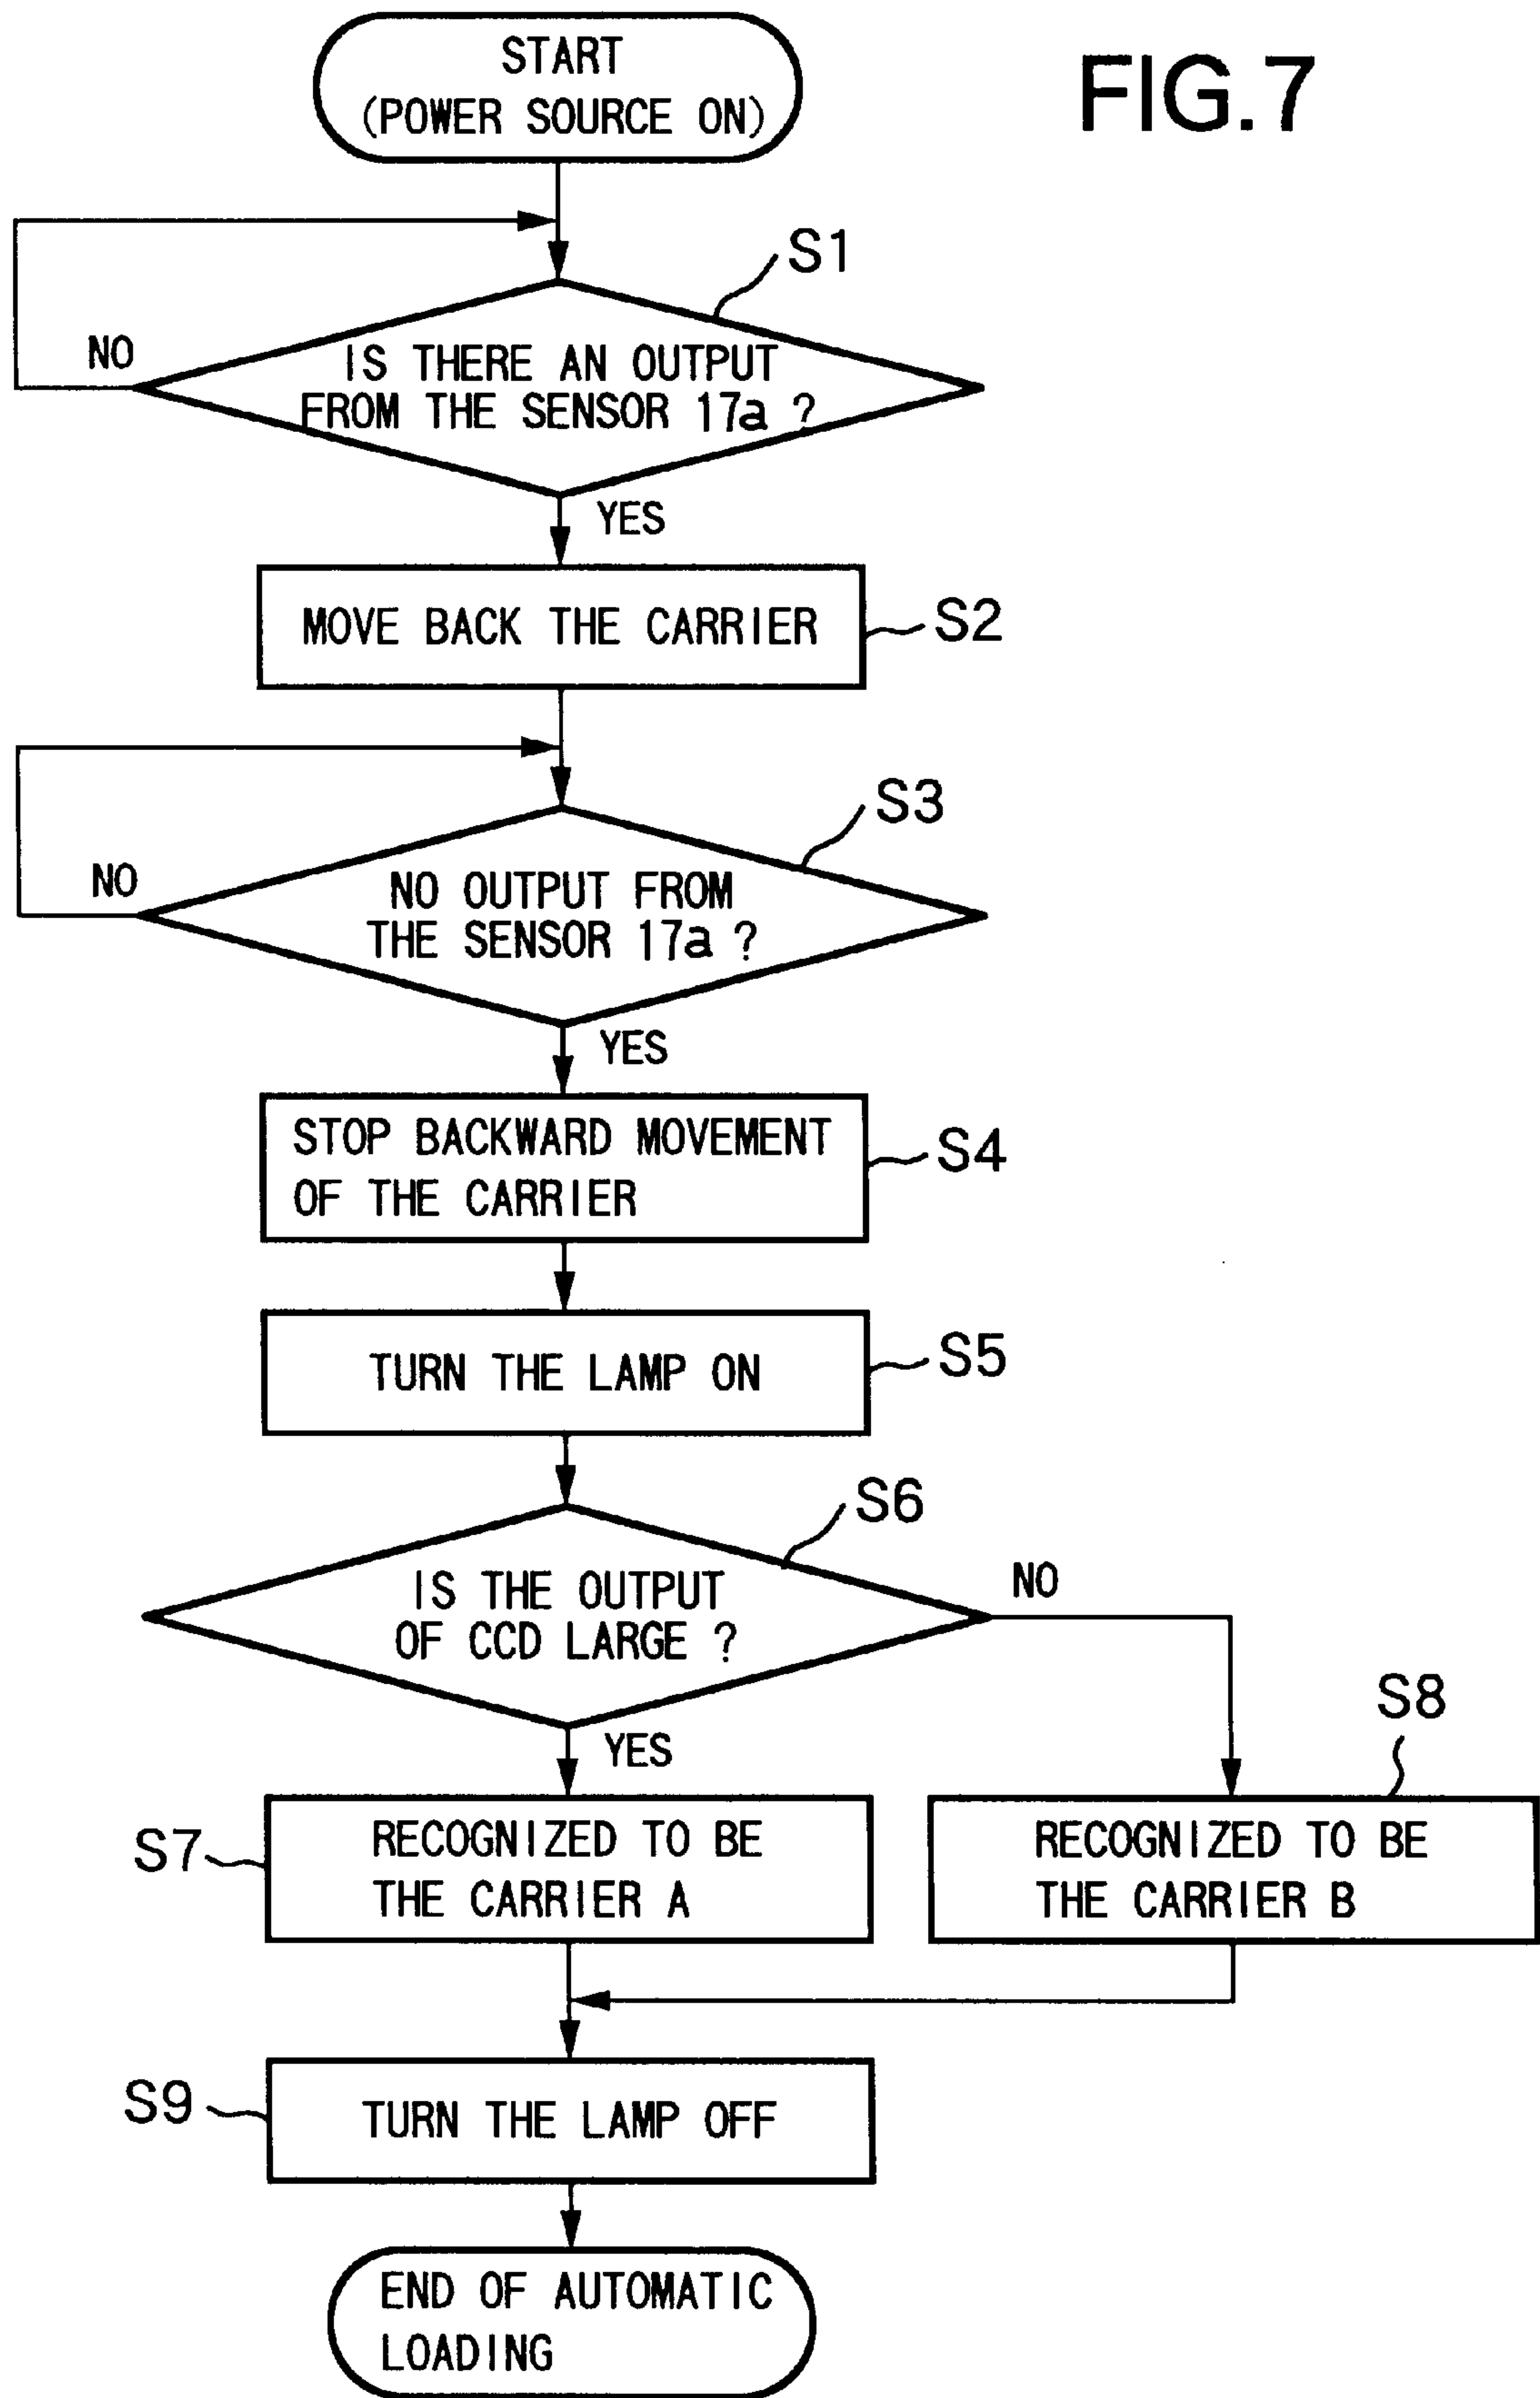 START
(POWER SOURCE ON)
FIG.7
S1
NO
IS THERE AN OUTPUT
FROM THE SENSOR 17a ?
YES
MOVE BACK THE CARRIER
S2
S3
NO
NO OUTPUT FROM
THE SENSOR 17a ?
YES
STOP BACKWARD MOVEMENT
OF THE CARRIER
S4
TURN THE LAMP ON
S5
S6
IS THE OUTPUT
OF CCD LARGE ?
NO
YES
S8
S7
RECOGNIZED TO BE
THE CARRIER A
RECOGNIZED TO BE
THE CARRIER B
S9
TURN THE LAMP OFF
END OF AUTOMATIC
LOADING